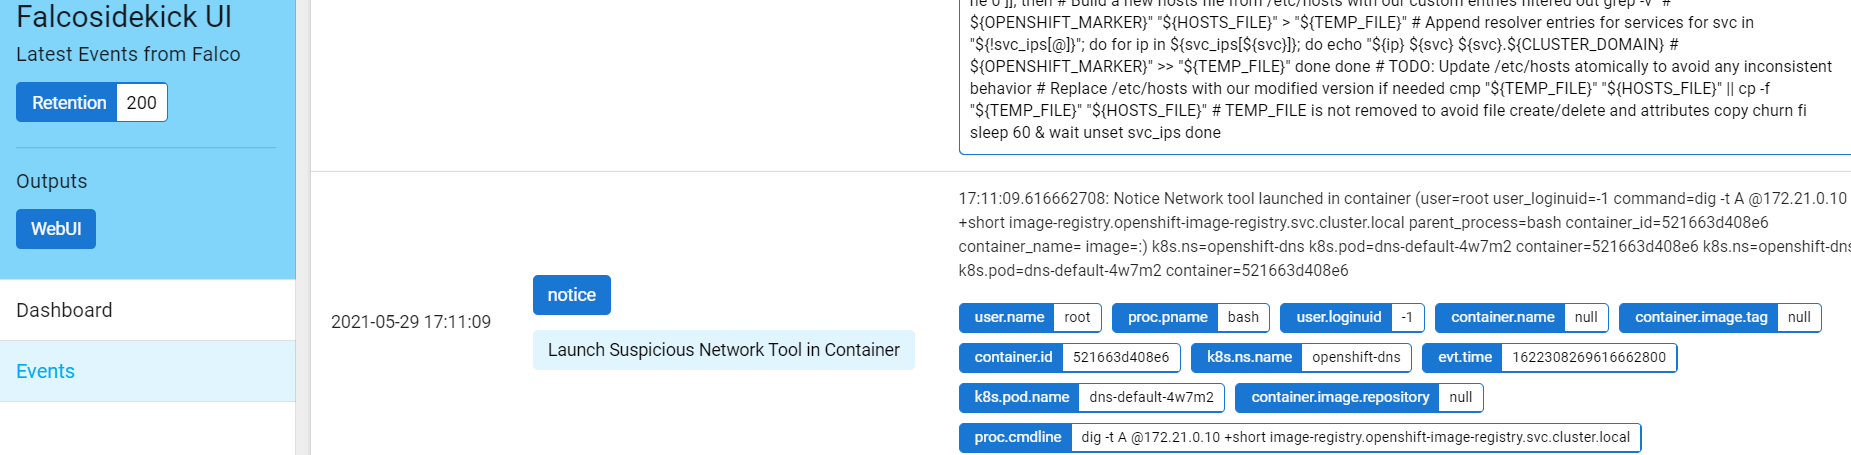 Falcosidekick UI
Latest Events from Falco
Retention 200
Outputs
WebUI
Dashboard
Events
ne 0 ]], then # Build a new hosts file from /etc/hosts with our custom entries filtered out grep -v "#
${OPENSHIFT_MARKER}" "${HOSTS_FILE}" > "${TEMP_FILE}" # Append resolver entries for services for svc in
"${!svc_ips[@]}"; do for ip in ${svc_ips[${svc}]}; do echo "${ip} ${svc} ${svc}.${CLUSTER_DOMAIN} #
${OPENSHIFT_MARKER}" >> "${TEMP_FILE}" done done # TODO: Update /etc/hosts atomically to avoid any inconsistent
behavior # Replace /etc/hosts with our modified version if needed cmp "${TEMP_FILE}" "${HOSTS_FILE}" || cp -f
"${TEMP_FILE}" "${HOSTS_FILE}" # TEMP_FILE is not removed to avoid file create/delete and attributes copy churn fi
sleep 60 & wait unset svc_ips done
2021-05-29 17:11:09
notice
Launch Suspicious Network Tool in Container
17:11:09.616662708: Notice Network tool launched in container (user=root user_loginuid=-1 command=dig -t A @172.21.0.10
+short image-registry.openshift-image-registry.svc.cluster.local parent_process=bash container_id=521663d408e6
container_name= image=:) k8s.ns=openshift-dns k8s.pod=dns-default-4w7m2 container=521663d408e6 k8s.ns=openshift-dns
k8s.pod=dns-default-4w7m2 container=521663d408e6
user.name root proc.pname bash user.loginuid -1 container.name null container.image.tag null
container.id 521663d408e6 k8s.ns.name openshift-dns evt.time 1622308269616662800
k8s.pod.name dns-default-4w7m2 container.image.repository null
proc.cmdline dig -t A @172.21.0.10 +short image-registry.openshift-image-registry.svc.cluster.local